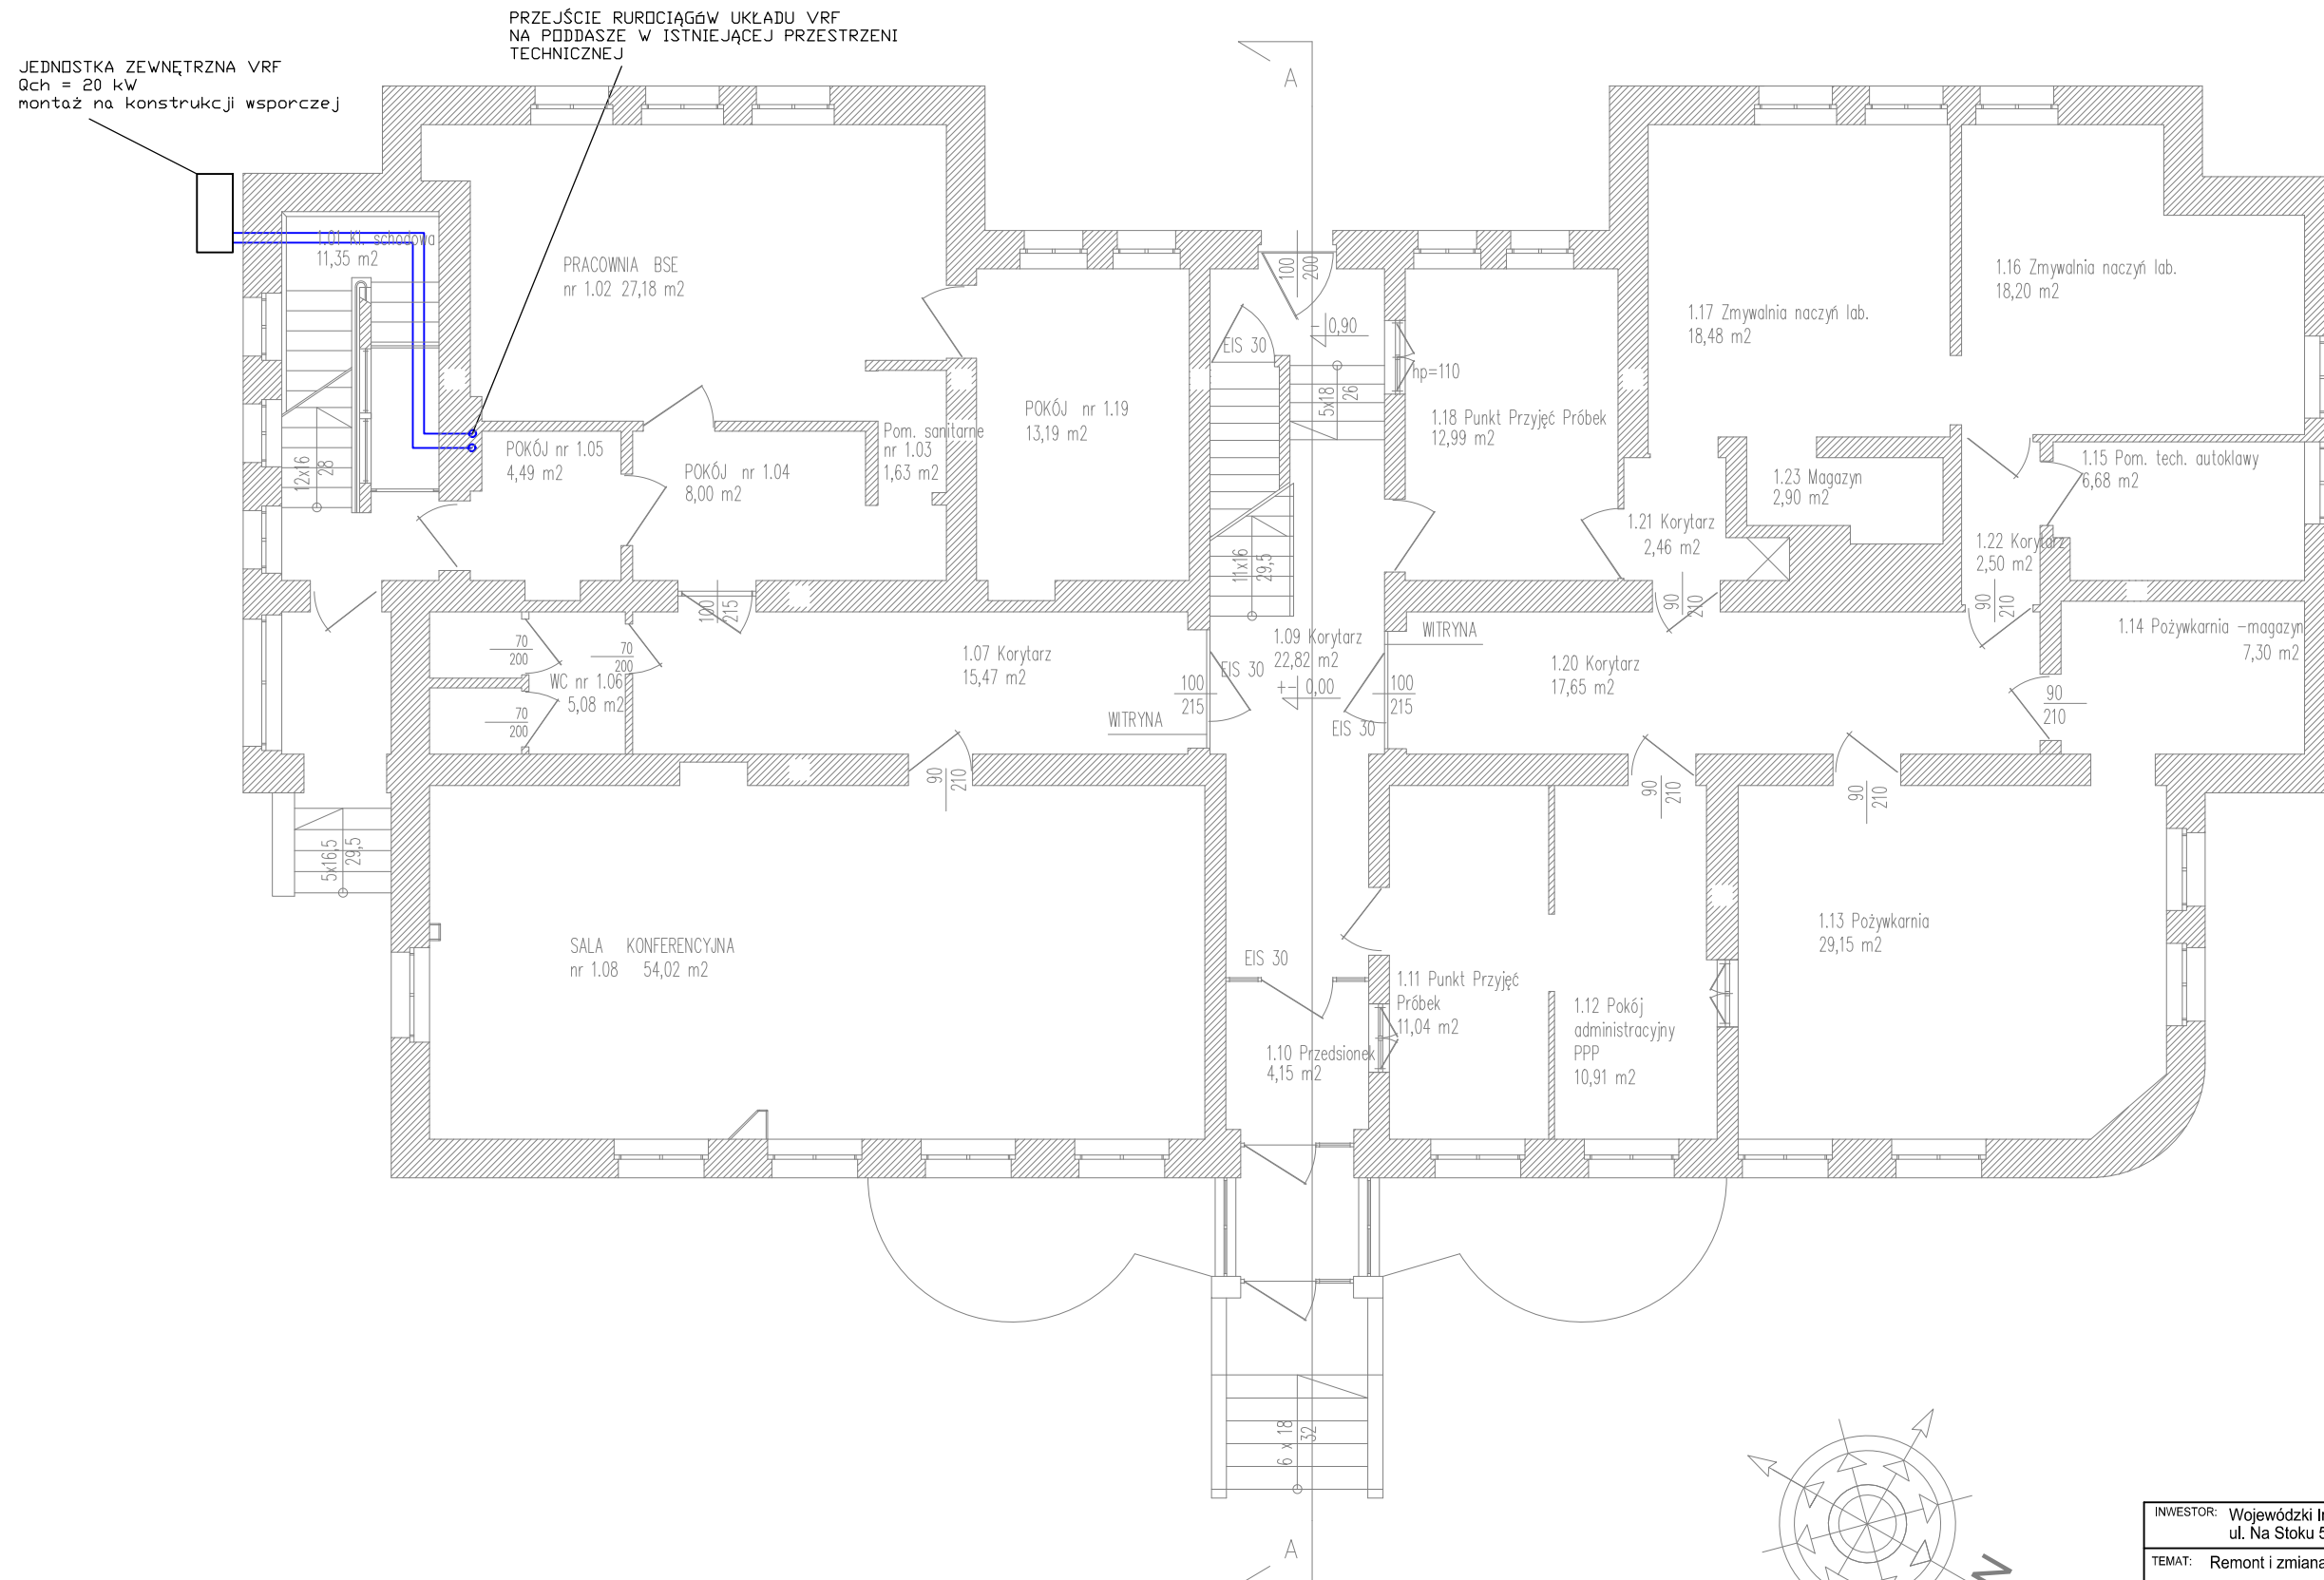 PRZEJŚCIE RUROCIĄGÓW UKŁADU VRF
NA PODDASZE W ISTNIEJĄCEJ PRZESTRZENI
TECHNICZNEJ
JEDNOSTKA ZEWNĘTRZNA VRF
Qch = 20 kW
montaż na konstrukcji wsporczej
A
1.01 Kl. schodowa
11,35 m2
PRACOWNIA BSE
nr 1.02 27,18 m2
100
200
- 0,90
EIS 30
hp=110
1.16 Zmywalnia naczyń lab.
18,20 m2
1.17 Zmywalnia naczyń lab.
18,48 m2
5x18
26
POKÓJ nr 1.19
13,19 m2
1.18 Punkt Przyjęć Próbek
12,99 m2
Pom. sanitarne
nr 1.03
1,63 m2
POKÓJ nr 1.05
4,49 m2
POKÓJ nr 1.04
8,00 m2
12x16
28
1.23 Magazyn
2,90 m2
1.15 Pom. tech. autoklawy
6,68 m2
1.21 Korytarz
2,46 m2
1.22 Korytarz
2,50 m2
11x16
29,5
100
215
90
210
90
210
70
200
70
200
WC nr 1.06
5,08 m2
70
200
1.07 Korytarz
15,47 m2
1.09 Korytarz
22,82 m2
+- 0,00
EIS 30
EIS 30
WITRYNA
WITRYNA
100
215
100
215
1.20 Korytarz
17,65 m2
1.14 Pożywkarnia -magazyn
7,30 m2
90
210
90
210
90
210
90
210
5x16,5
29,5
SALA KONFERENCYJNA
nr 1.08 54,02 m2
EIS 30
1.10 Przedsionek
4,15 m2
1.11 Punkt Przyjęć
Próbek
11,04 m2
1.12 Pokój
administracyjny
PPP
10,91 m2
1.13 Pożywkarnia
29,15 m2
6 x 18
32
A
N
INWESTOR: Wojewódzki
ul. Na Stoku
TEMAT: Remont i zmiana